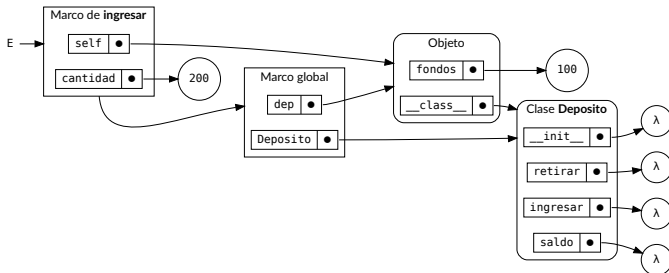 Marco de ingresar
E
self
cantidad
200
Marco global
dep
Deposito
Objeto
fondos
__class__
100
Clase Deposito
__init__
retirar
ingresar
saldo
λ
λ
λ
λ